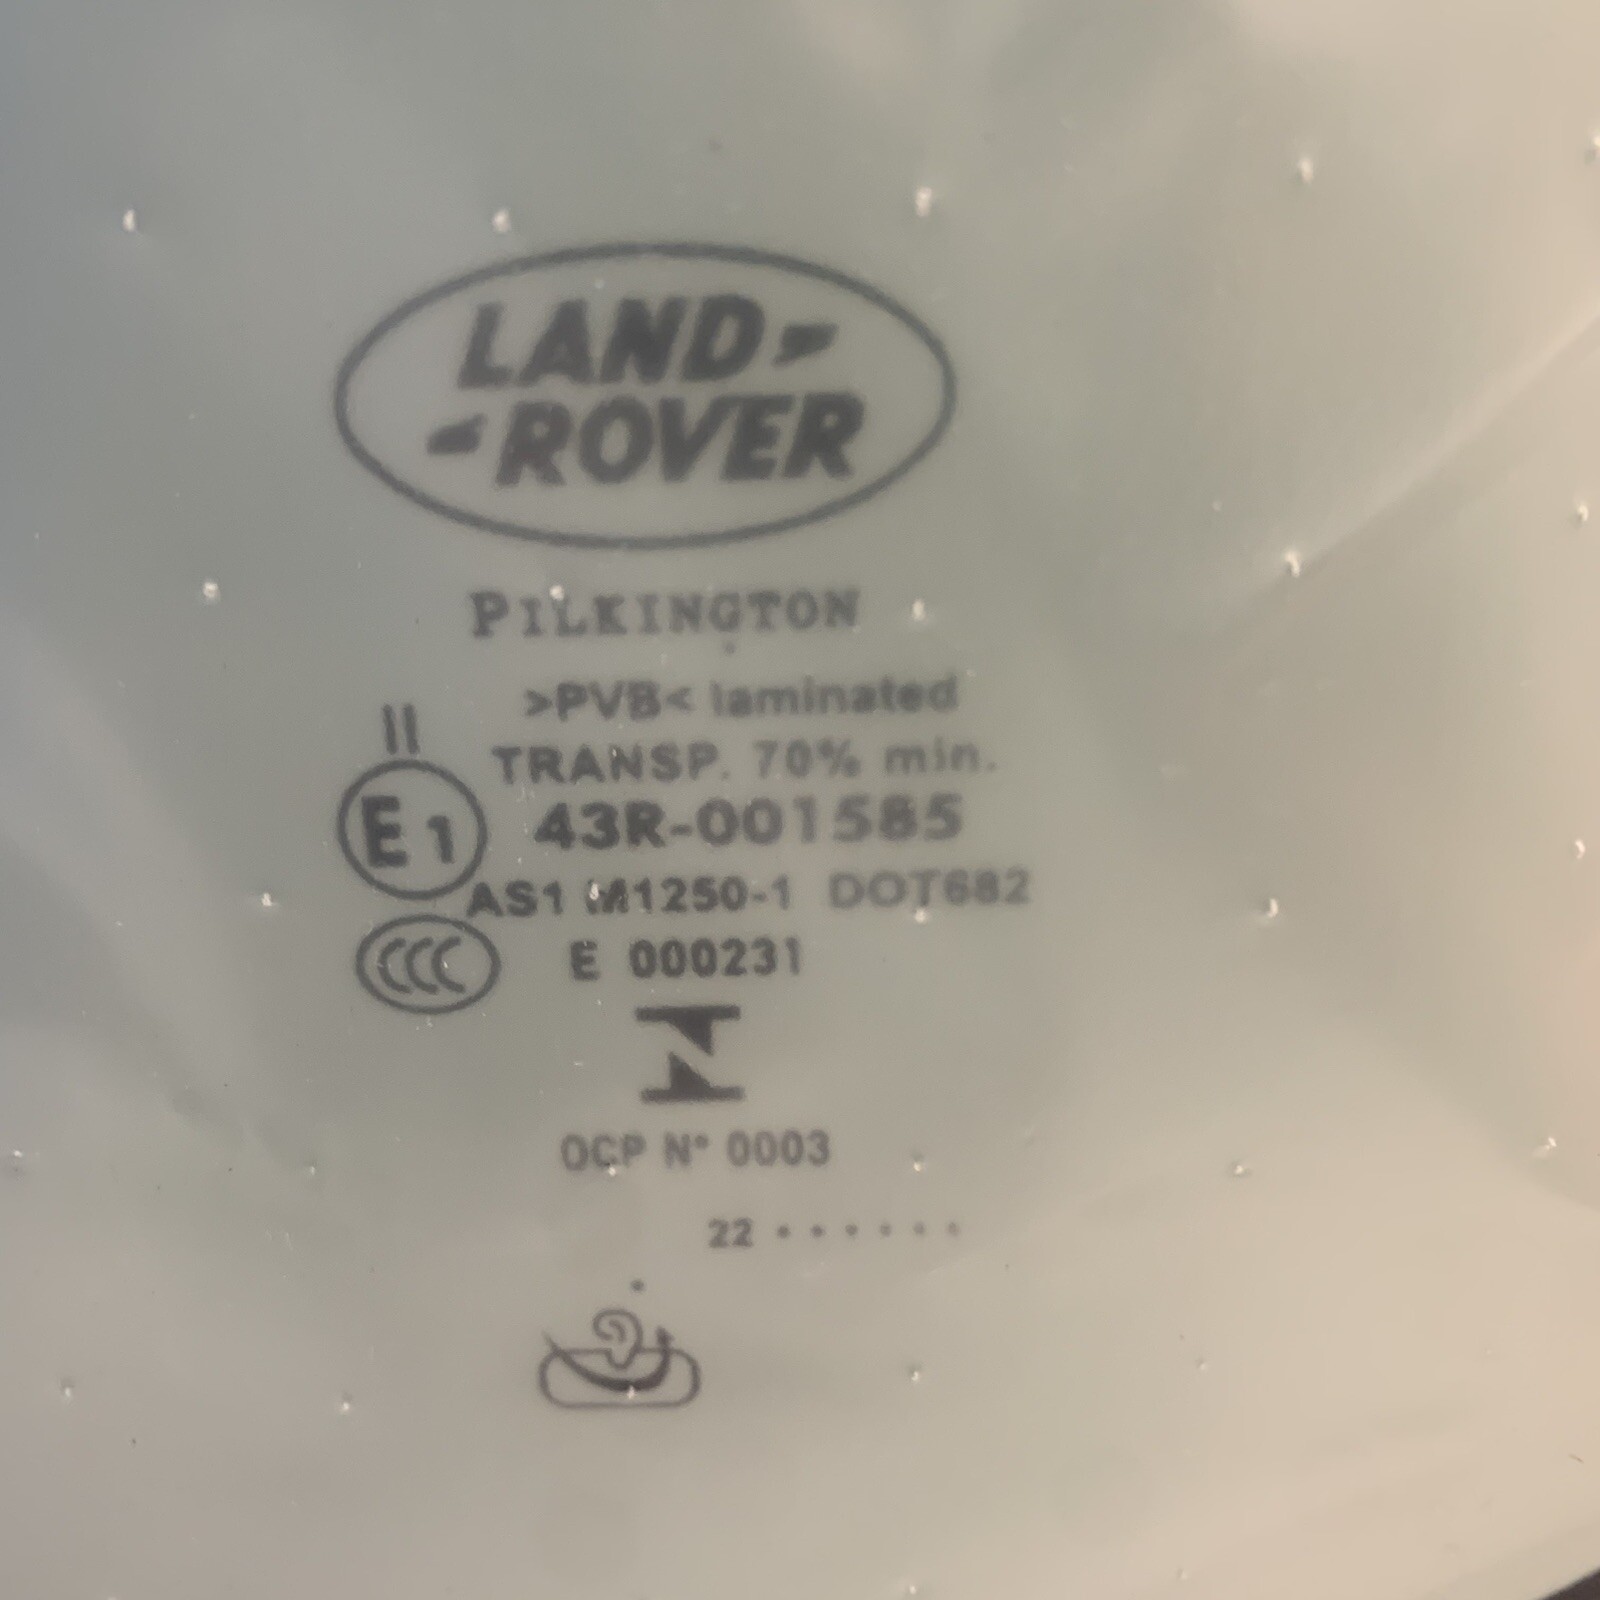 LAND
ROVER
PILKINGTON
>PVB< laminated
II
TRANSP. 70% min.
E1 43R-001585
AS1 M1250-1 DOT682
CCC E 000231
OCP N° 0003
22 ······